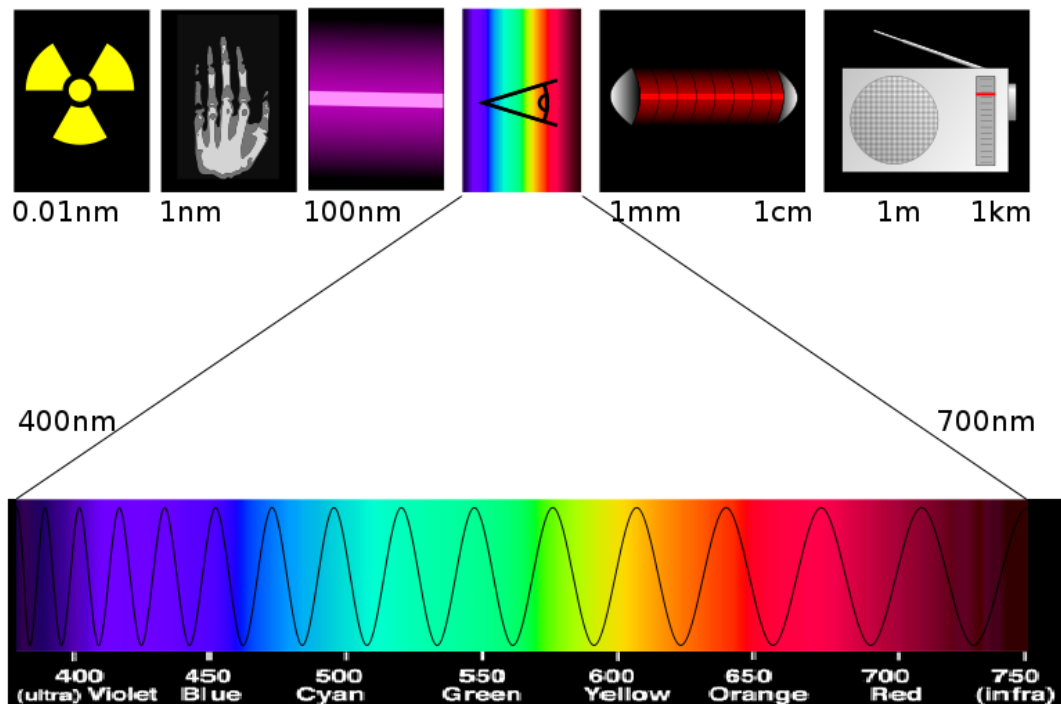 0.01nm 1nm 100nm 1mm 1cm 1m 1km
400nm 700nm
400 450 500 550 600 650 700 750
(ultra) Violet Blue Cyan Green Yellow Orange Red (infra)